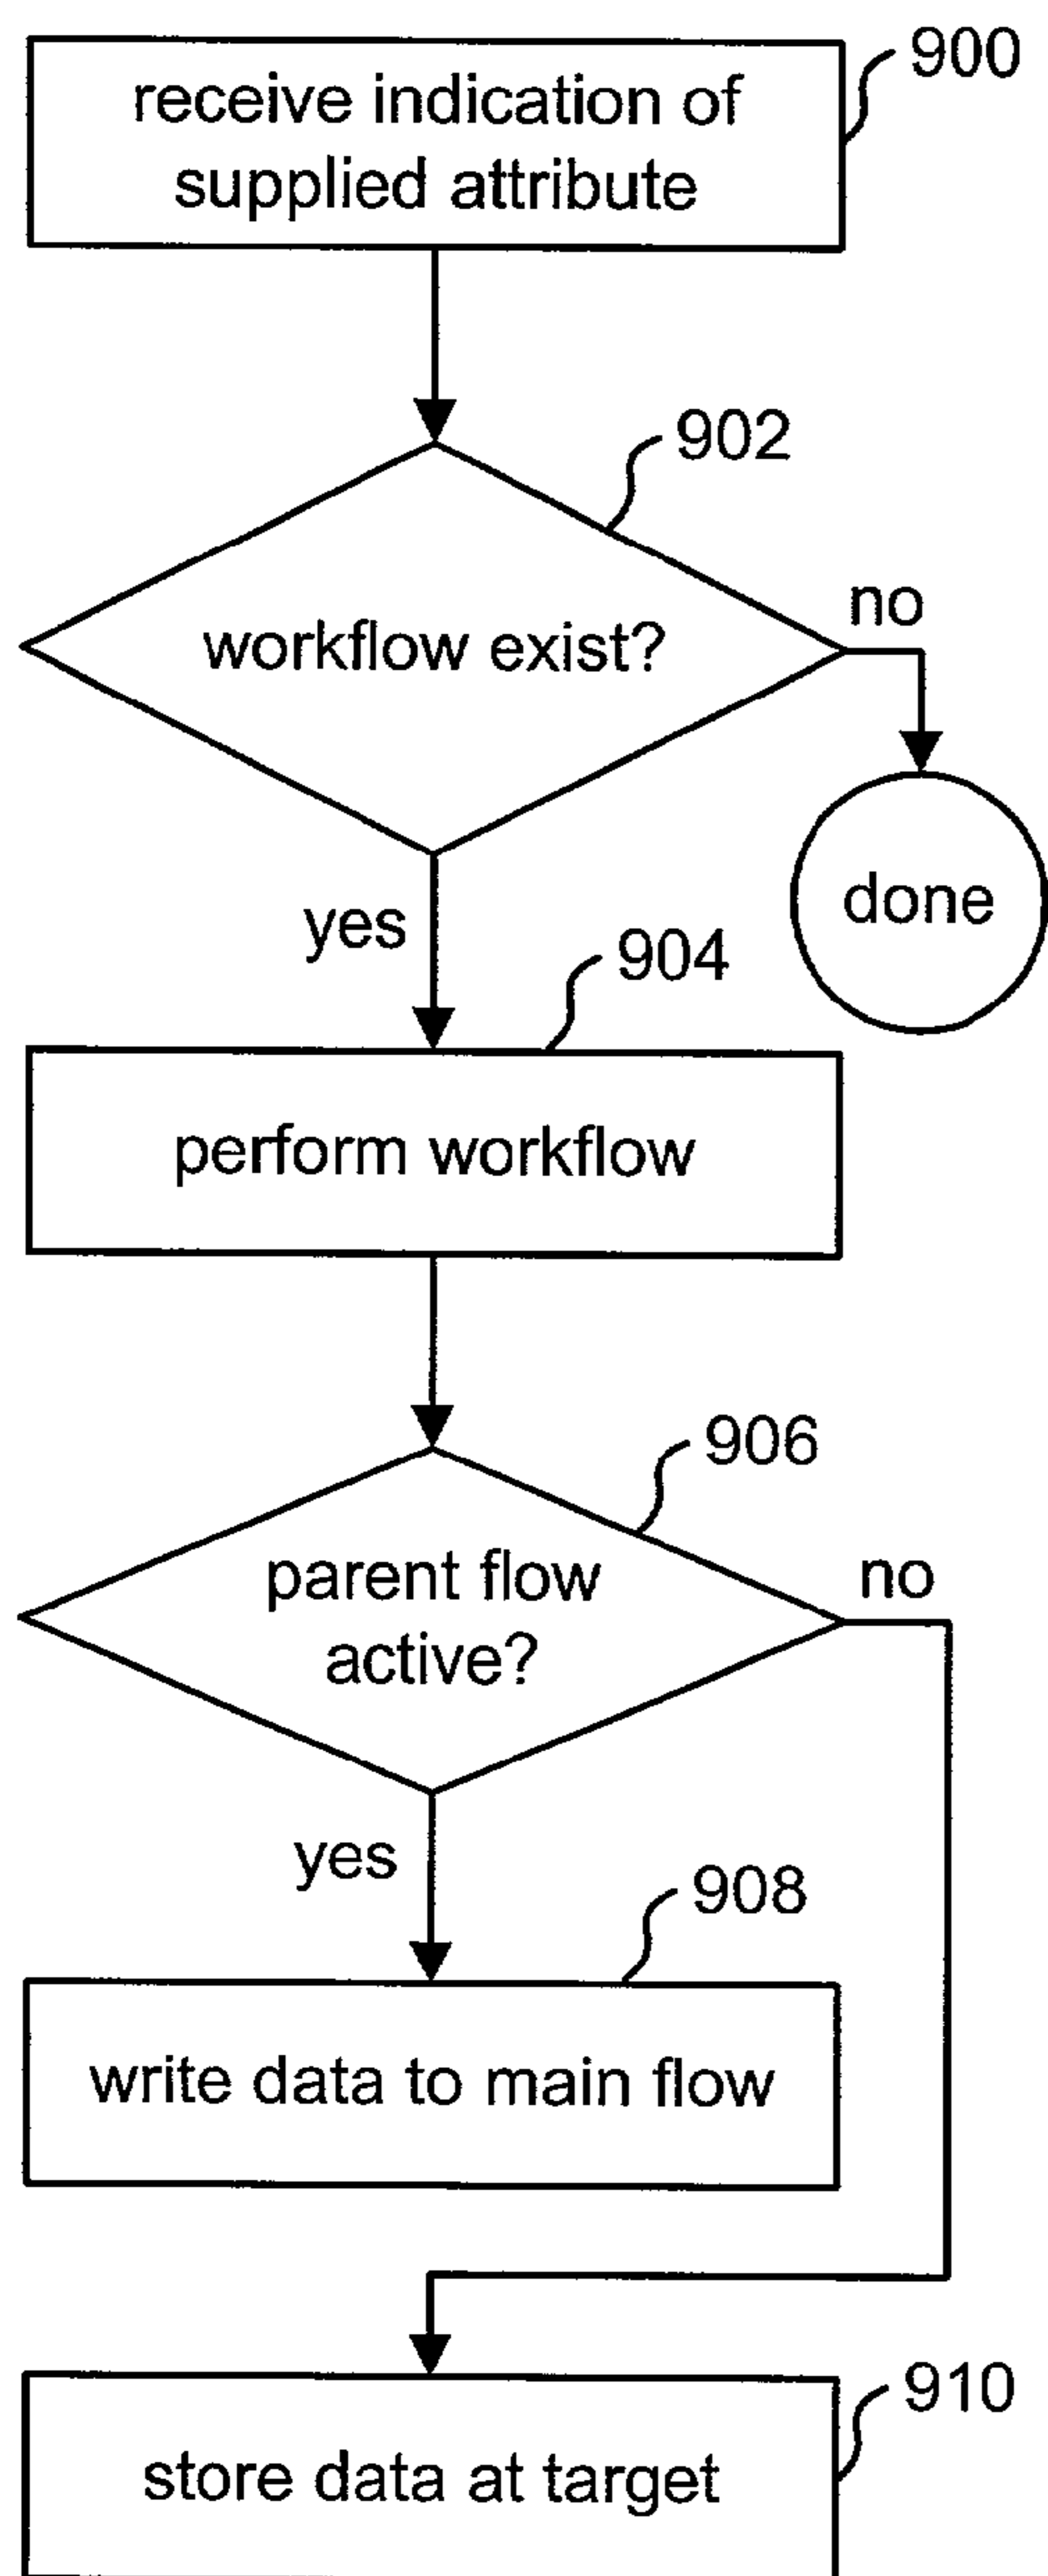 900
receive indication of
supplied attribute
902
workflow exist?
no
done
yes
904
perform workflow
906
parent flow
active?
no
yes
908
write data to main flow
910
store data at target